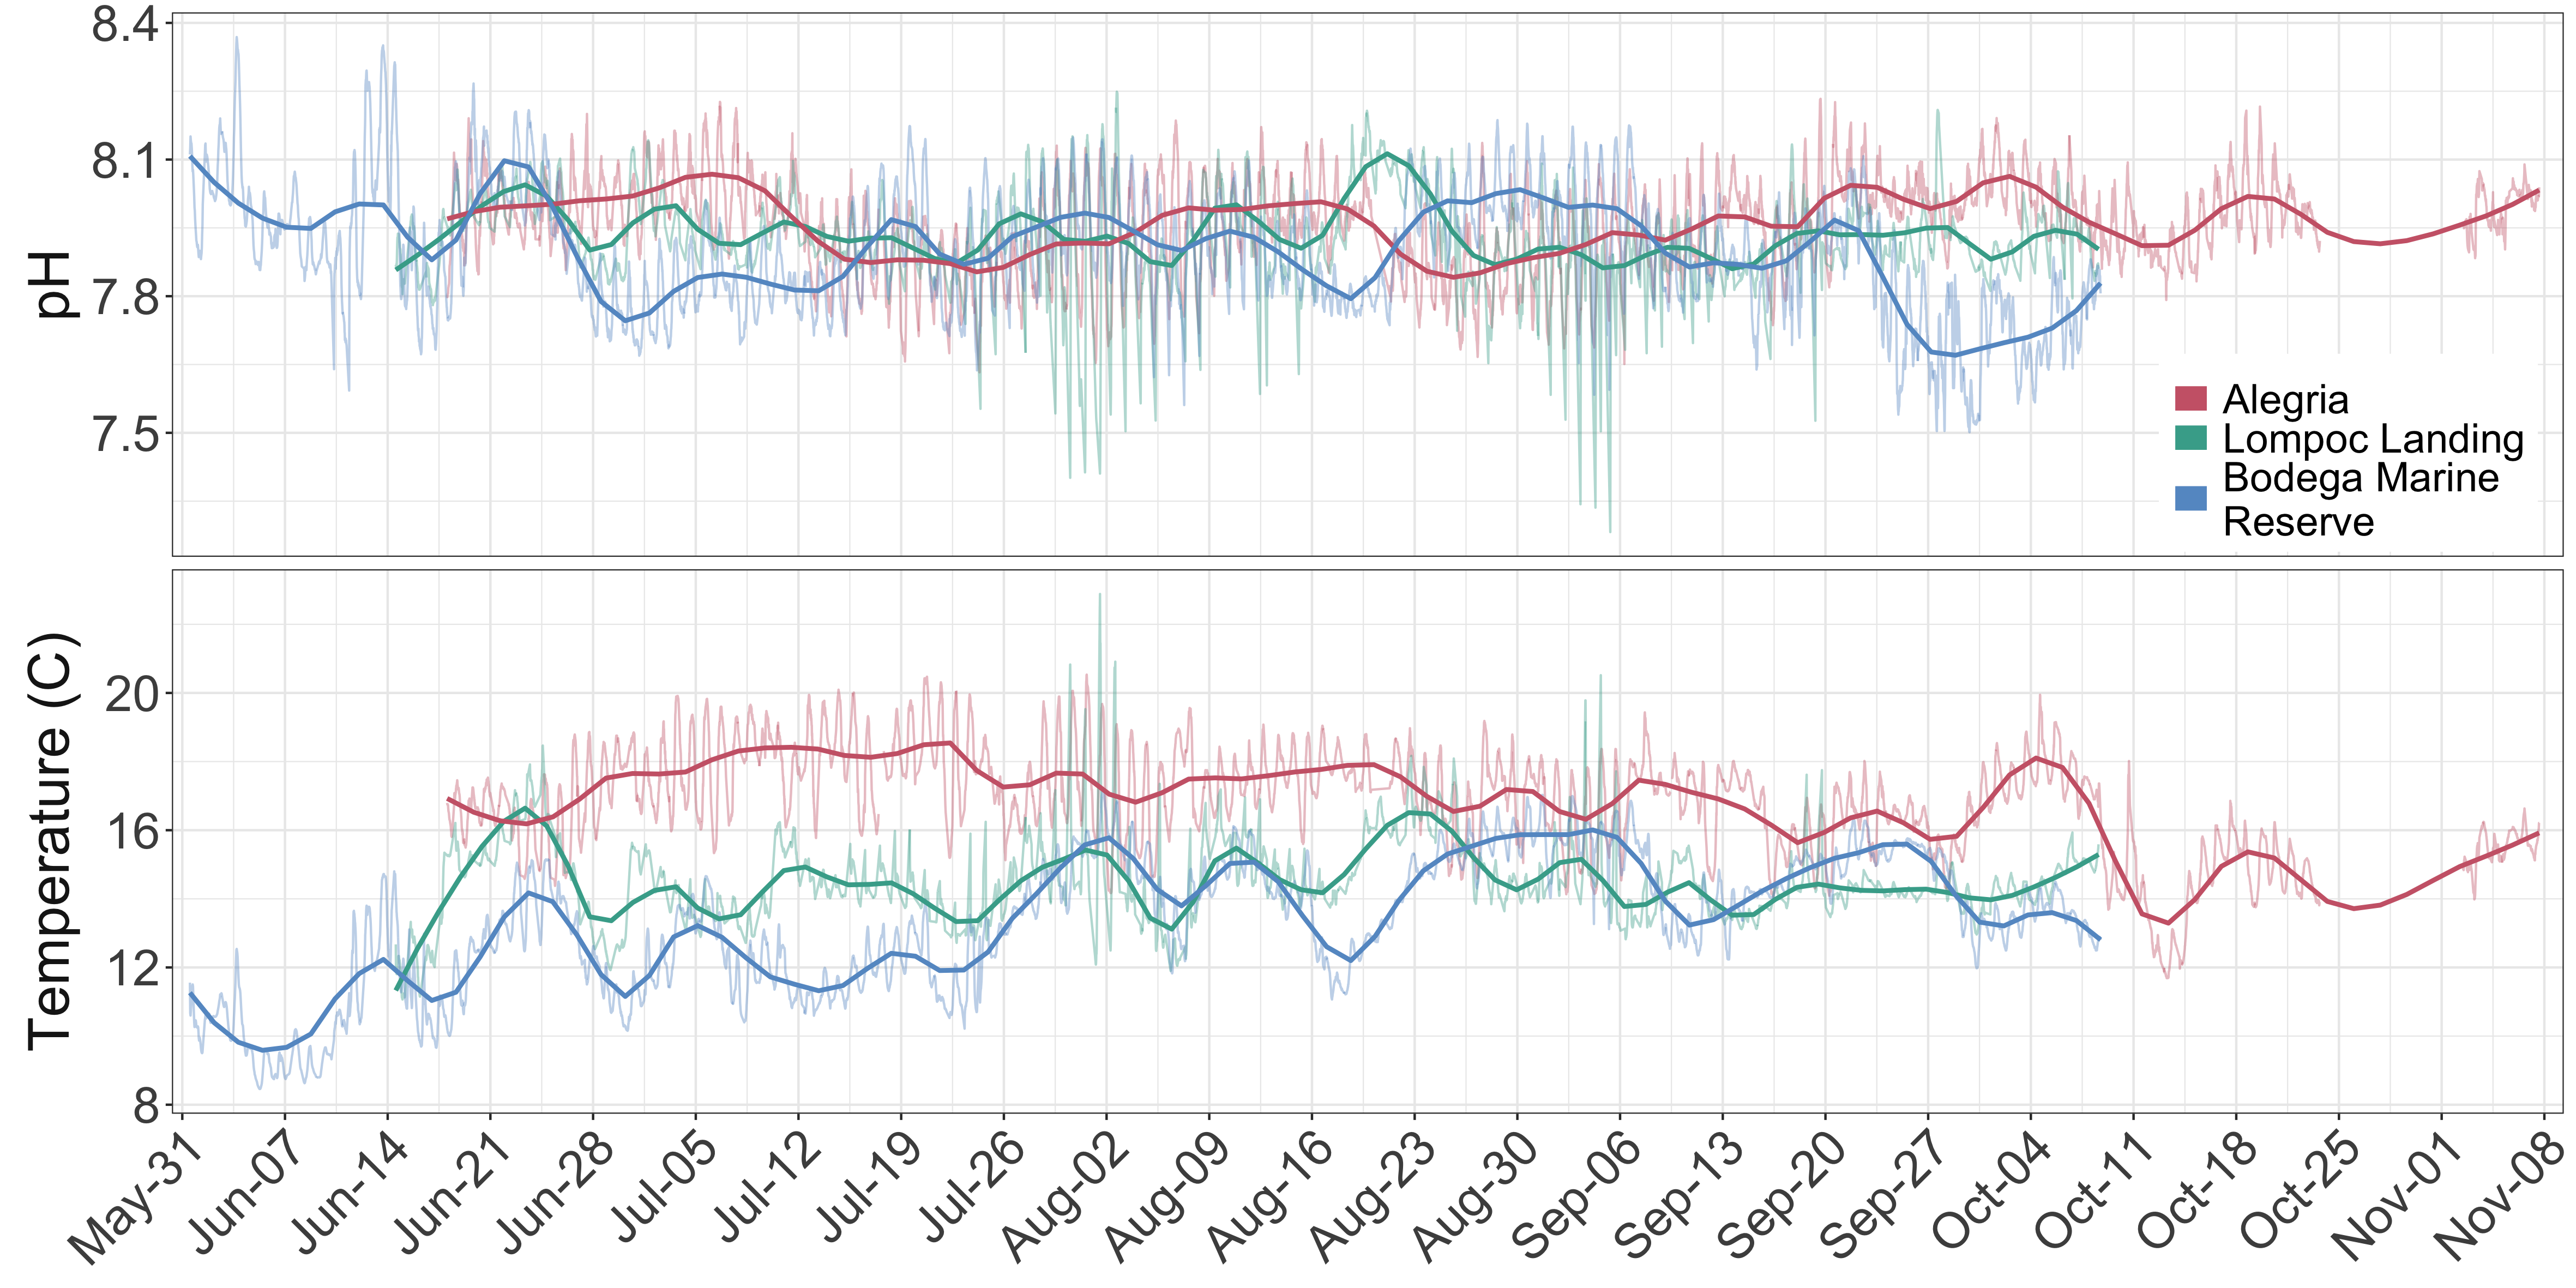 pH
8.4
8.1
7.8
7.5
Alegria
Lompoc Landing
Bodega Marine
Reserve
Temperature (C)
20
16
12
8
May-31
Jun-07
Jun-14
Jun-21
Jun-28
Jul-05
Jul-12
Jul-19
Jul-26
Aug-02
Aug-09
Aug-16
Aug-23
Aug-30
Sep-06
Sep-13
Sep-20
Sep-27
Oct-04
Oct-11
Oct-18
Oct-25
Nov-01
Nov-08